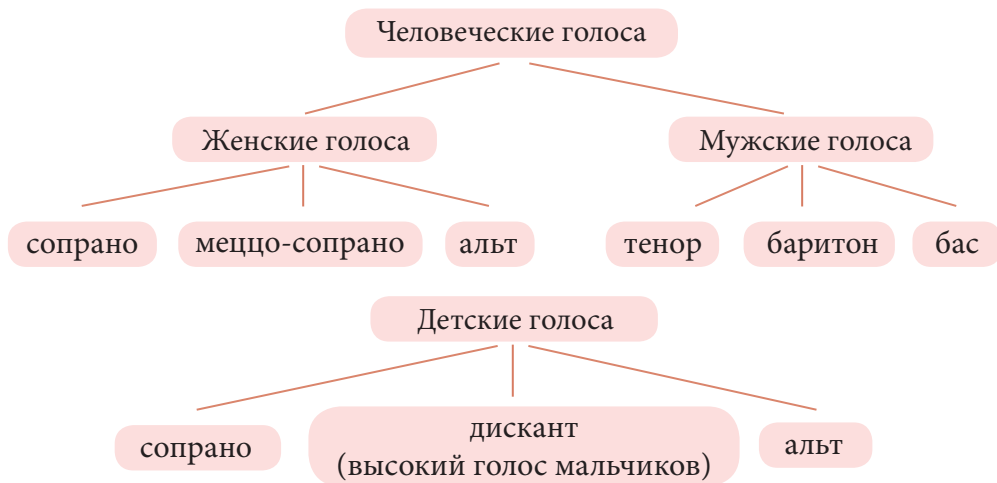 Человеческие голоса
Женские голоса
Мужские голоса
сопрано
меццо-сопрано
альт
тенор
баритон
бас
Детские голоса
сопрано
дискант
(высокий голос мальчиков)
альт